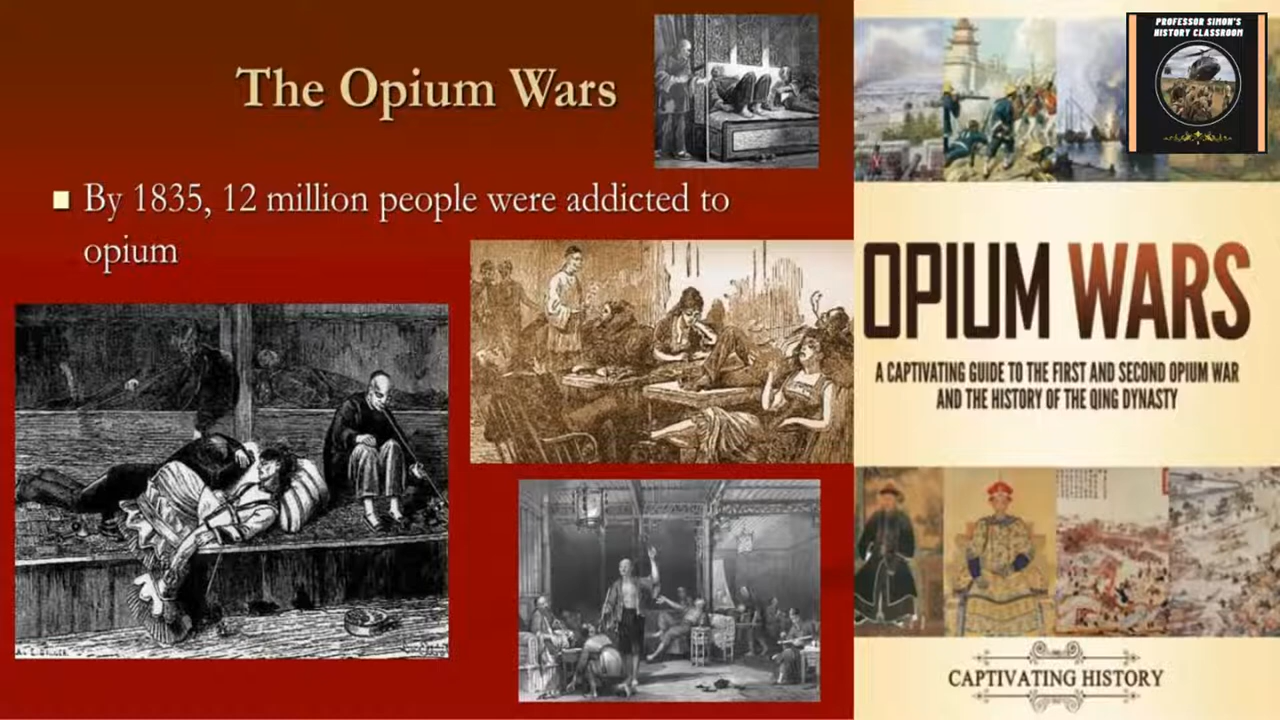 The Opium Wars
By 1835, 12 million people were addicted to
opium
PROFESSOR SIMON'S
HISTORY CLASSROOM
OPIUM WARS
A CAPTIVATING GUIDE TO THE FIRST AND SECOND OPIUM WAR
AND THE HISTORY OF THE QING DYNASTY
CAPTIVATING HISTORY